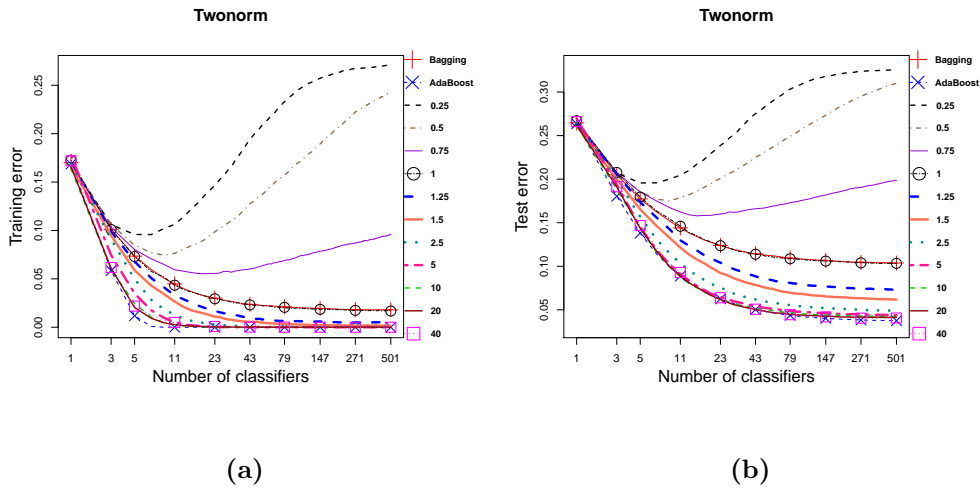 Twonorm
Training error
0.00
0.05
0.10
0.15
0.20
0.25
1 3 5 11 23 43 79 147 271 501
Number of classifiers
Bagging
AdaBoost
0.25
0.5
0.75
1
1.25
1.5
2.5
5
10
20
40
(a)
Twonorm
Test error
0.05
0.10
0.15
0.20
0.25
0.30
1 3 5 11 23 43 79 147 271 501
Number of classifiers
Bagging
AdaBoost
0.25
0.5
0.75
1
1.25
1.5
2.5
5
10
20
40
(b)